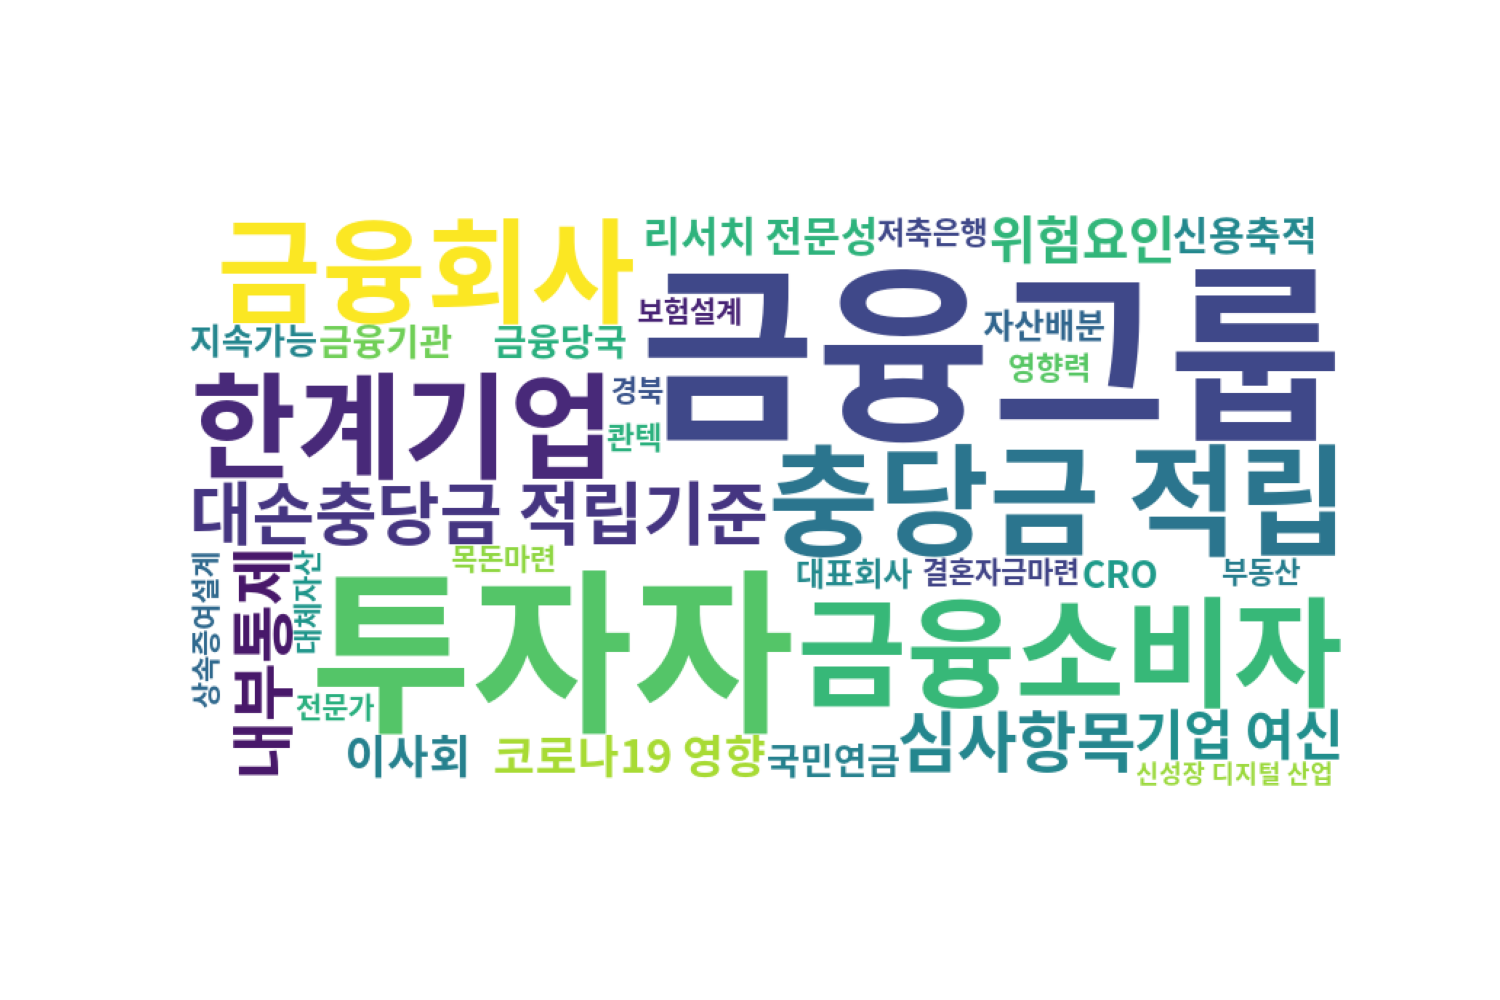 금융회사
리서치 전문성
저축은행
위험요인
신용축적
금융그룹
보험설계
자산배분
지속가능
금융기관
금융당국
영향력
한계기업
경북
콴텍
대손충당금 적립기준
충당금 적립
상속증여설계
내부통제
대체자산
목돈마련
대표회사
결혼자금마련
CRO
부동산
투자자
금융소비자
전문가
이사회
코로나19 영향
국민연금
심사항목
기업 여신
신성장 디지털 산업